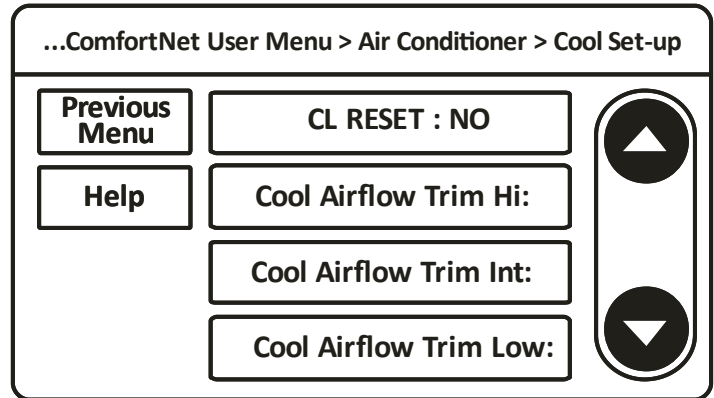 ...ComfortNet User Menu > Air Conditioner > Cool Set-up
Previous
Menu
CL RESET : NO
Help
Cool Airflow Trim Hi:
Cool Airflow Trim Int:
Cool Airflow Trim Low: